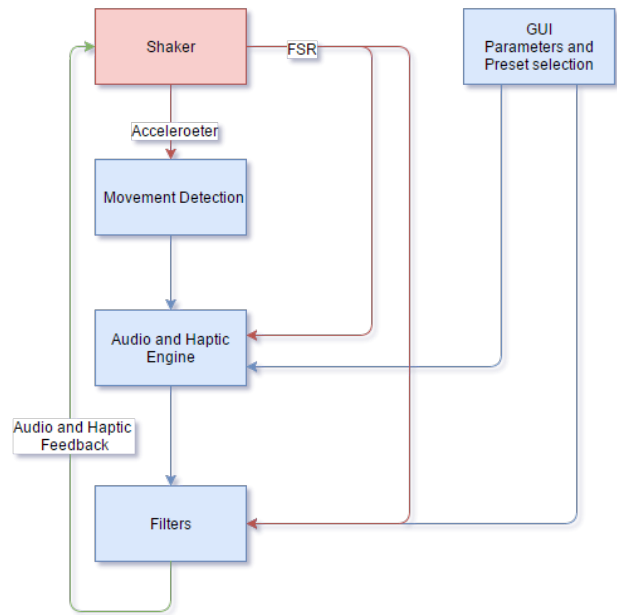 Shaker
FSR
GUI
Parameters and
Preset selection
Acceleroeter
Movement Detection
Audio and Haptic
Engine
Audio and Haptic
Feedback
Filters